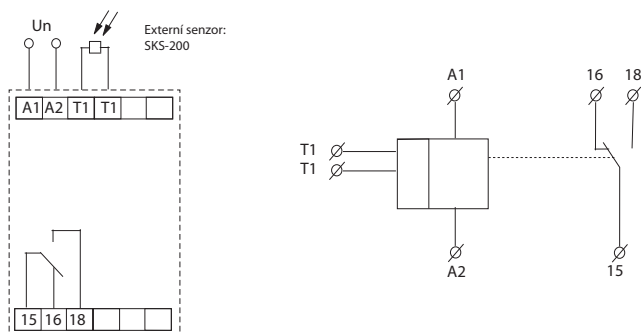 Un
Externí senzor:
SKS-200
A1 A2 T1 T1
15 16 18
A1
16 18
T1
T1
A2
15